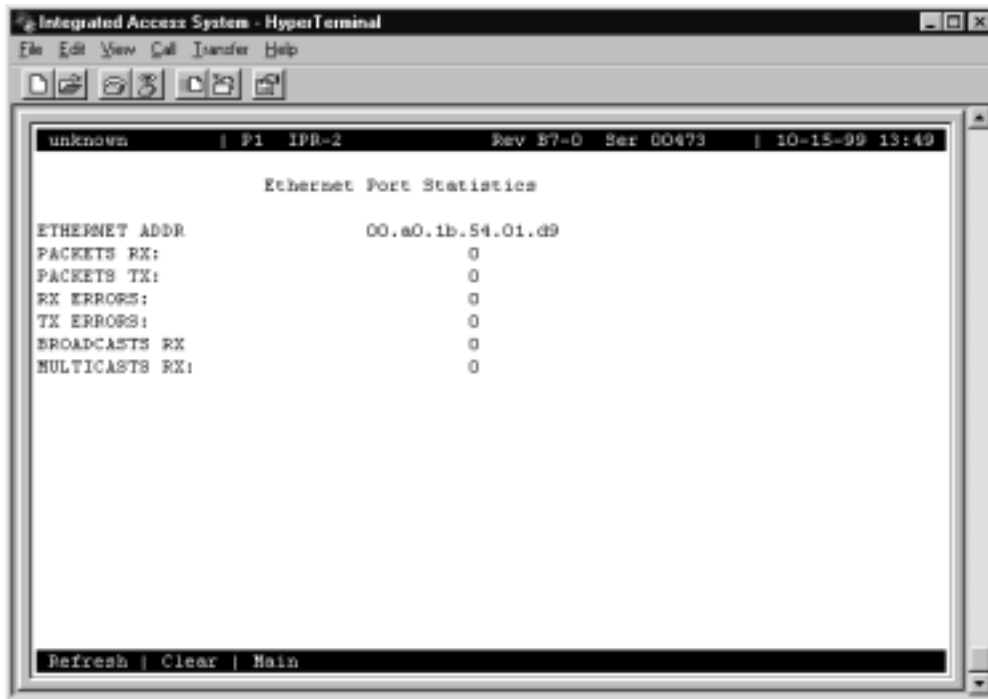 Integrated Access System - HyperTerminal
File Edit View Call Transfer Help
unknown | P1 IPR-2 Rev B7-0 Ser 00473 | 10-15-99 13:49
Ethernet Port Statistics
ETHERNET ADDR 00.a0.1b.54.01.d9
PACKETS RX: 0
PACKETS TX: 0
RX ERRORS: 0
TX ERRORS: 0
BROADCASTS RX 0
MULTICASTS RX: 0
Refresh | Clear | Main